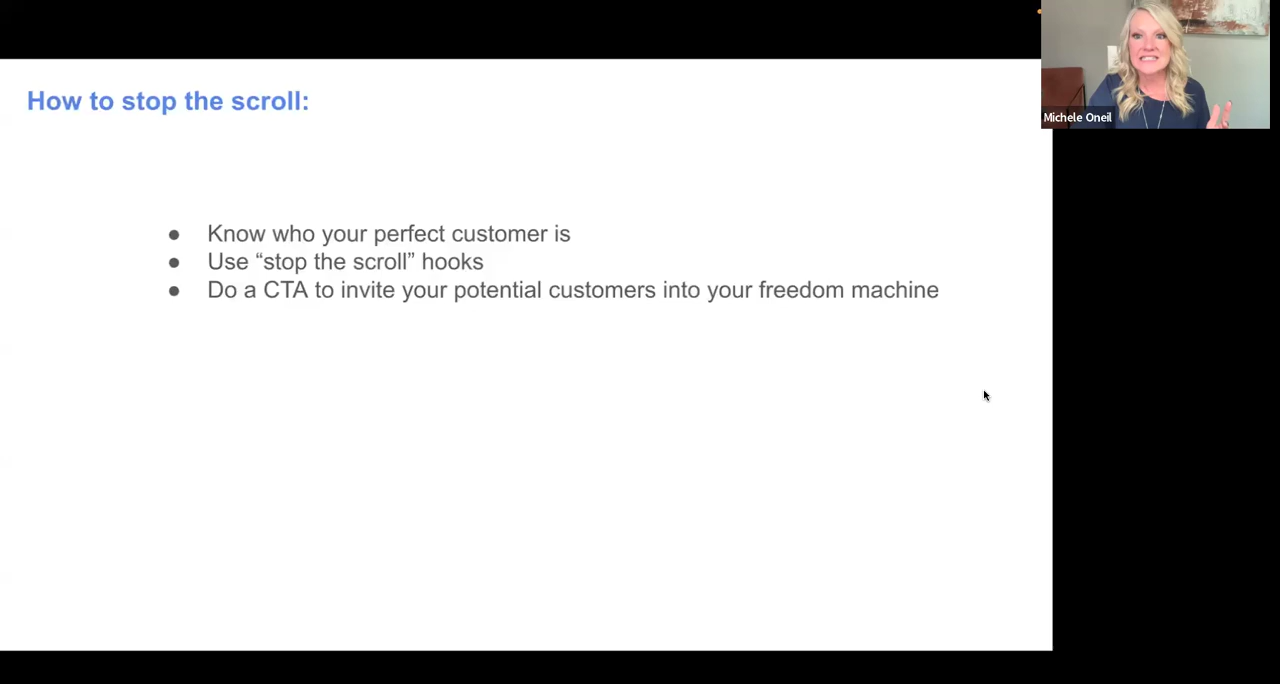 How to stop the scroll:
Michele Oneil
● Know who your perfect customer is
● Use “stop the scroll” hooks
● Do a CTA to invite your potential customers into your freedom machine